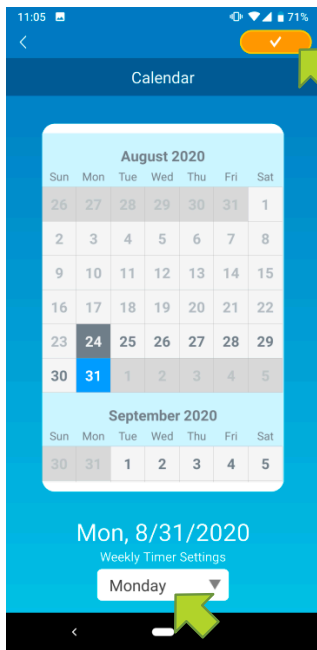 11:05 71%
Calendar
August 2020
Sun Mon Tue Wed Thu Fri Sat
26 27 28 29 30 31 1
2 3 4 5 6 7 8
9 10 11 12 13 14 15
16 17 18 19 20 21 22
23 24 25 26 27 28 29
30 31 1 2 3 4 5
September 2020
Sun Mon Tue Wed Thu Fri Sat
30 31 1 2 3 4 5
Mon, 8/31/2020
Weekly Timer Settings
Monday